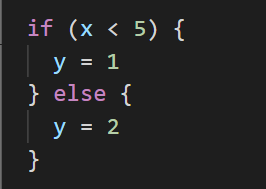 if (x < 5) {
  y = 1
} else {
  y = 2
}